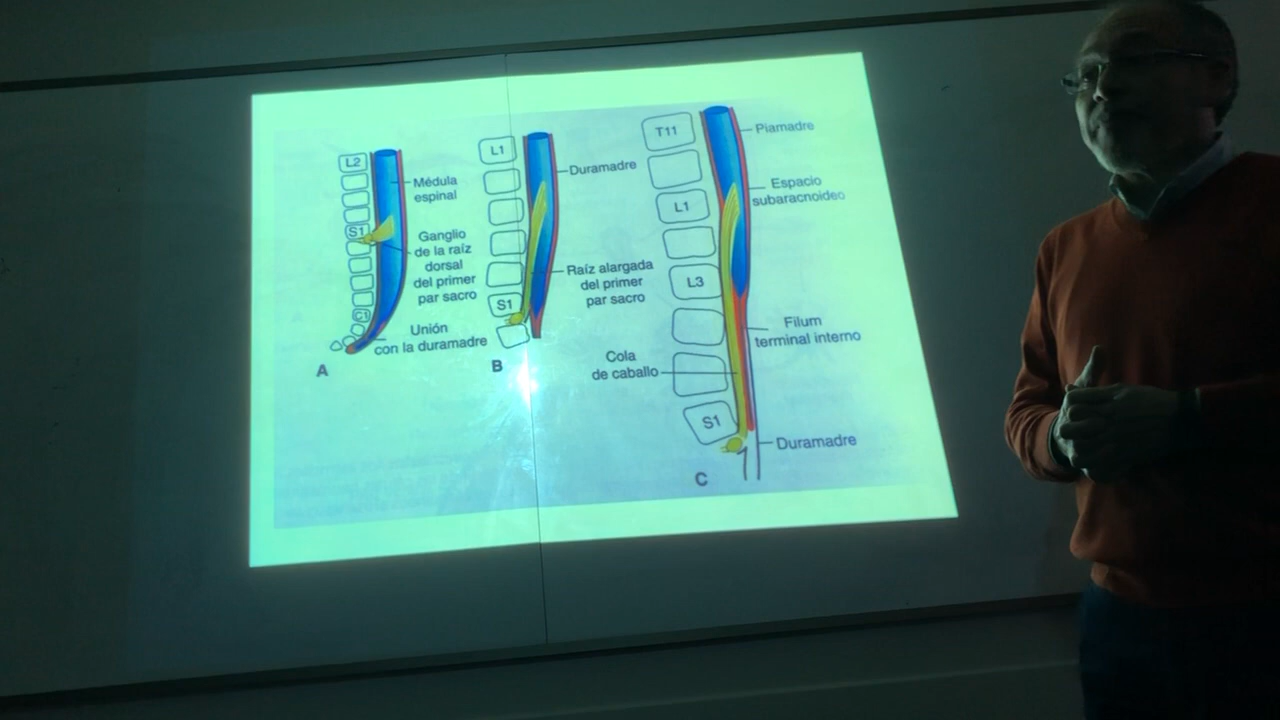 L2
Médula
espinal
S1
Ganglio
de la raíz
dorsal
del primer
par sacro
C1
Unión
con la duramadre
A
L1
Duramadre
Raíz alargada
del primer
par sacro
S1
B
T11
Piamadre
L1
Espacio
subaracnoideo
L3
Filum
terminal interno
Cola
de caballo
S1
Duramadre
C